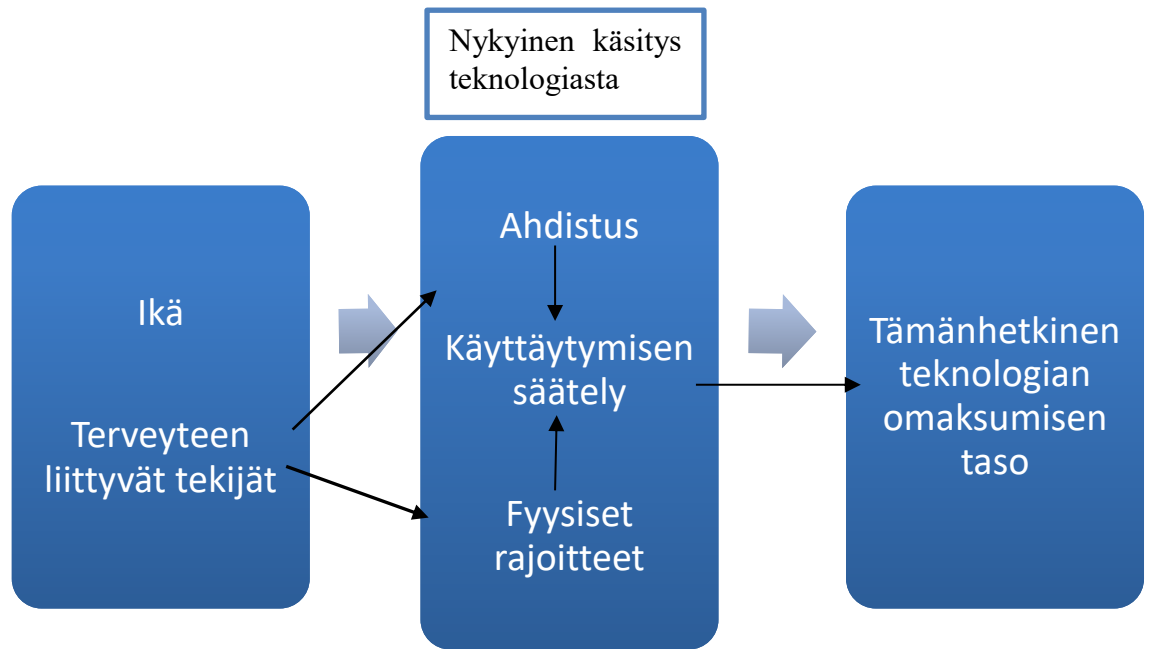 Nykyinen käsitys
teknologiasta
Ikä
Terveyteen
liittyvät tekijät
Ahdistus
Käyttäytymisen
säätely
Fyysiset
rajoitteet
Tämänhetkinen
teknologian
omaksumisen
taso